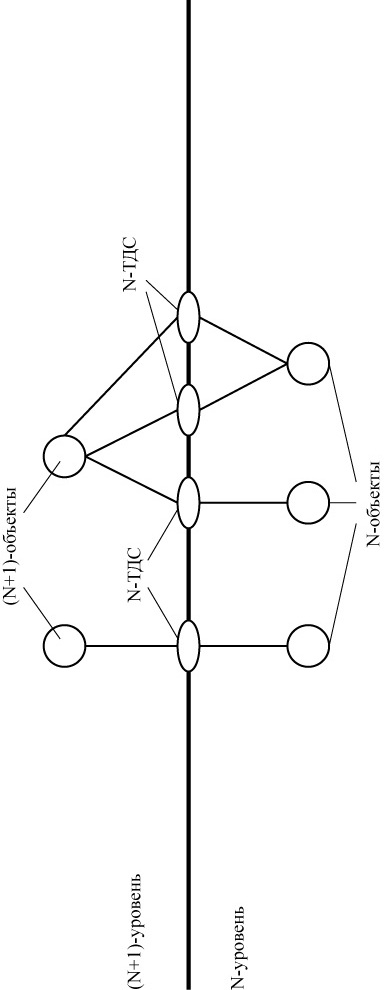 (N+1)-уровень
(N+1)-объекты
N-ТДС
N-ТДС
N-уровень
N-объекты